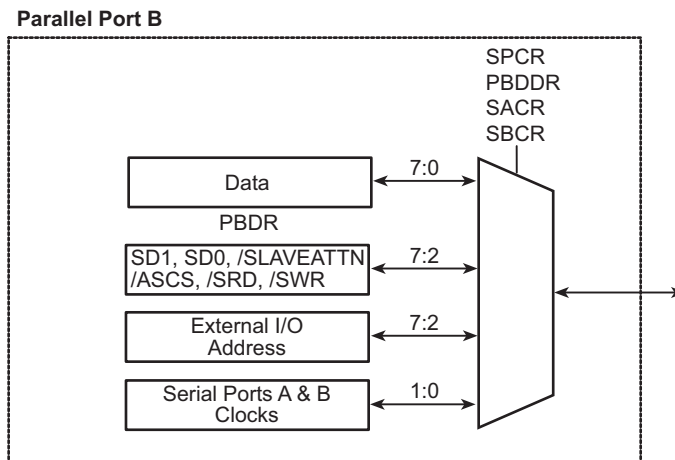 Parallel Port B
SPCR
PBDDR
SACR
SBCR
Data
7:0
PBDR
SD1, SD0, /SLAVEATTN
/ASCS, /SRD, /SWR
7:2
External I/O
Address
7:2
Serial Ports A & B
Clocks
1:0